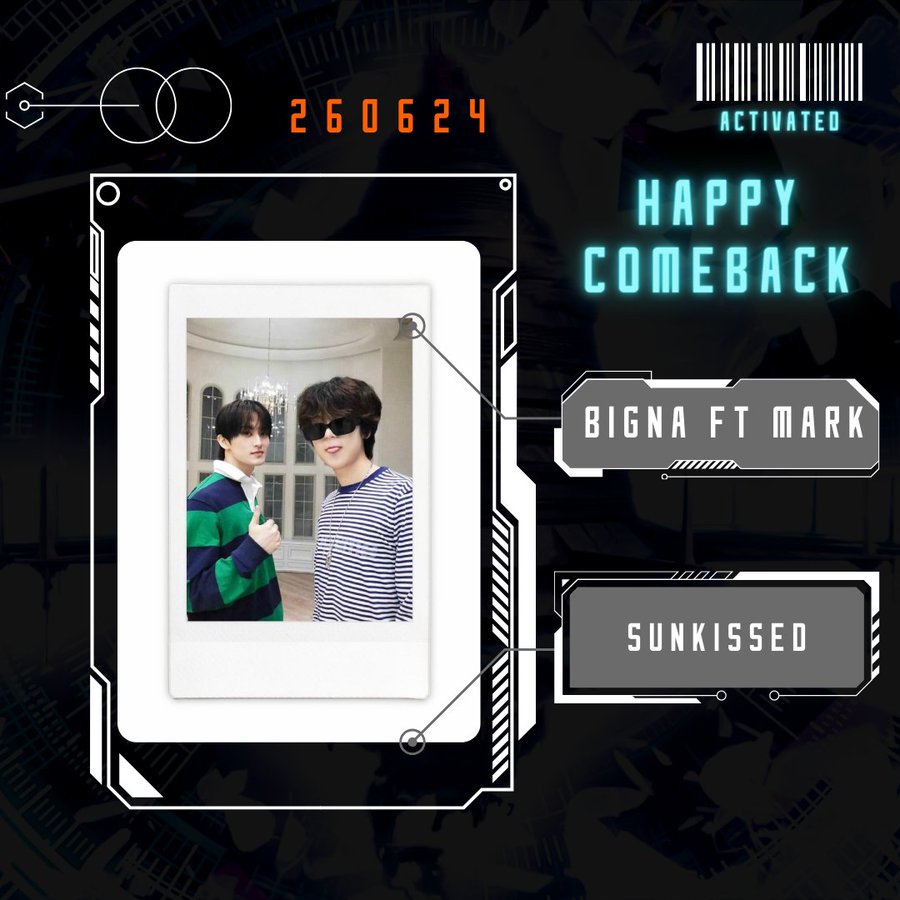 260624
ACTIVATED
HAPPY
COMEBACK
BIGNA FT MARK
SUNKISSED